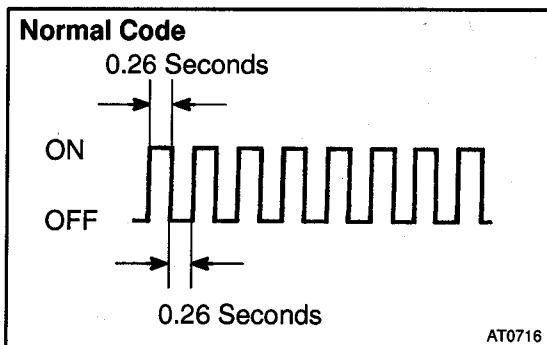 Normal Code
0.26 Seconds
ON
OFF
0.26 Seconds
AT0716